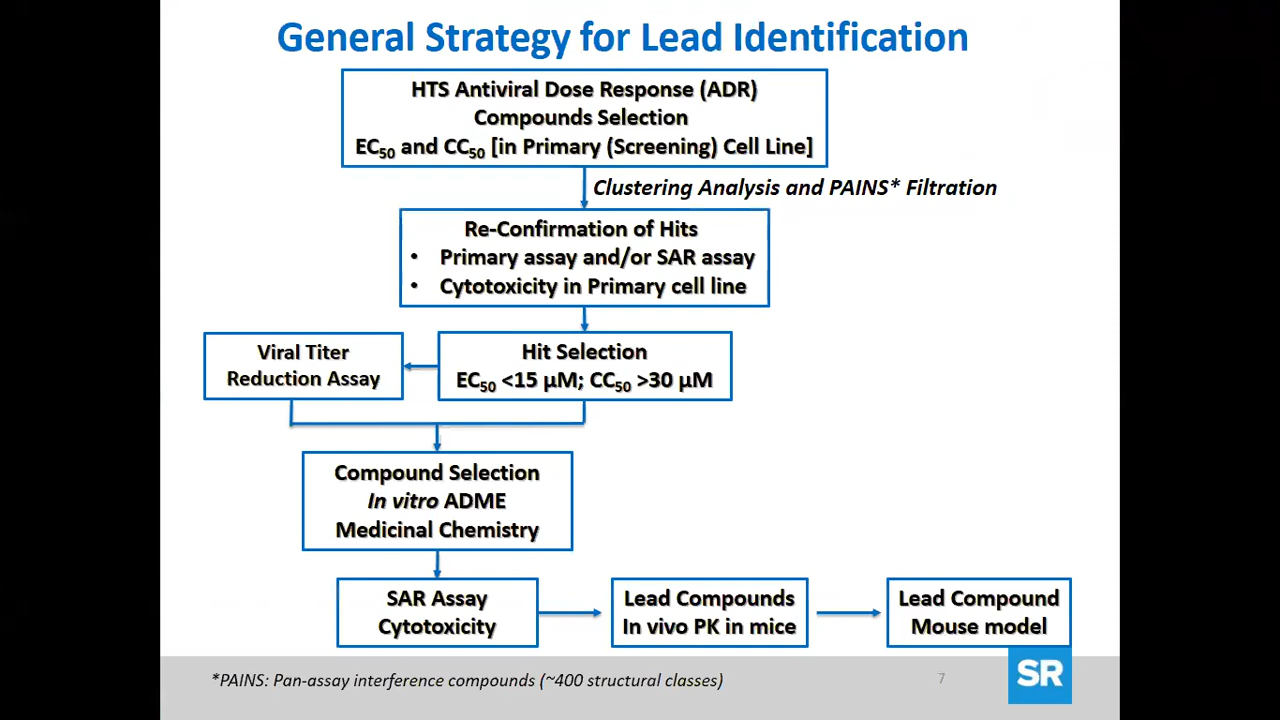 General Strategy for Lead Identification
HTS Antiviral Dose Response (ADR)
Compounds Selection
EC50 and CC50 [in Primary (Screening) Cell Line]
Clustering Analysis and PAINS* Filtration
Re-Confirmation of Hits
• Primary assay and/or SAR assay
• Cytotoxicity in Primary cell line
Viral Titer
Reduction Assay
Hit Selection
EC50 <15 µM; CC50 >30 µM
Compound Selection
In vitro ADME
Medicinal Chemistry
SAR Assay
Cytotoxicity
Lead Compounds
In vivo PK in mice
Lead Compound
Mouse model
*PAINS: Pan-assay interference compounds (~400 structural classes)
7
SR